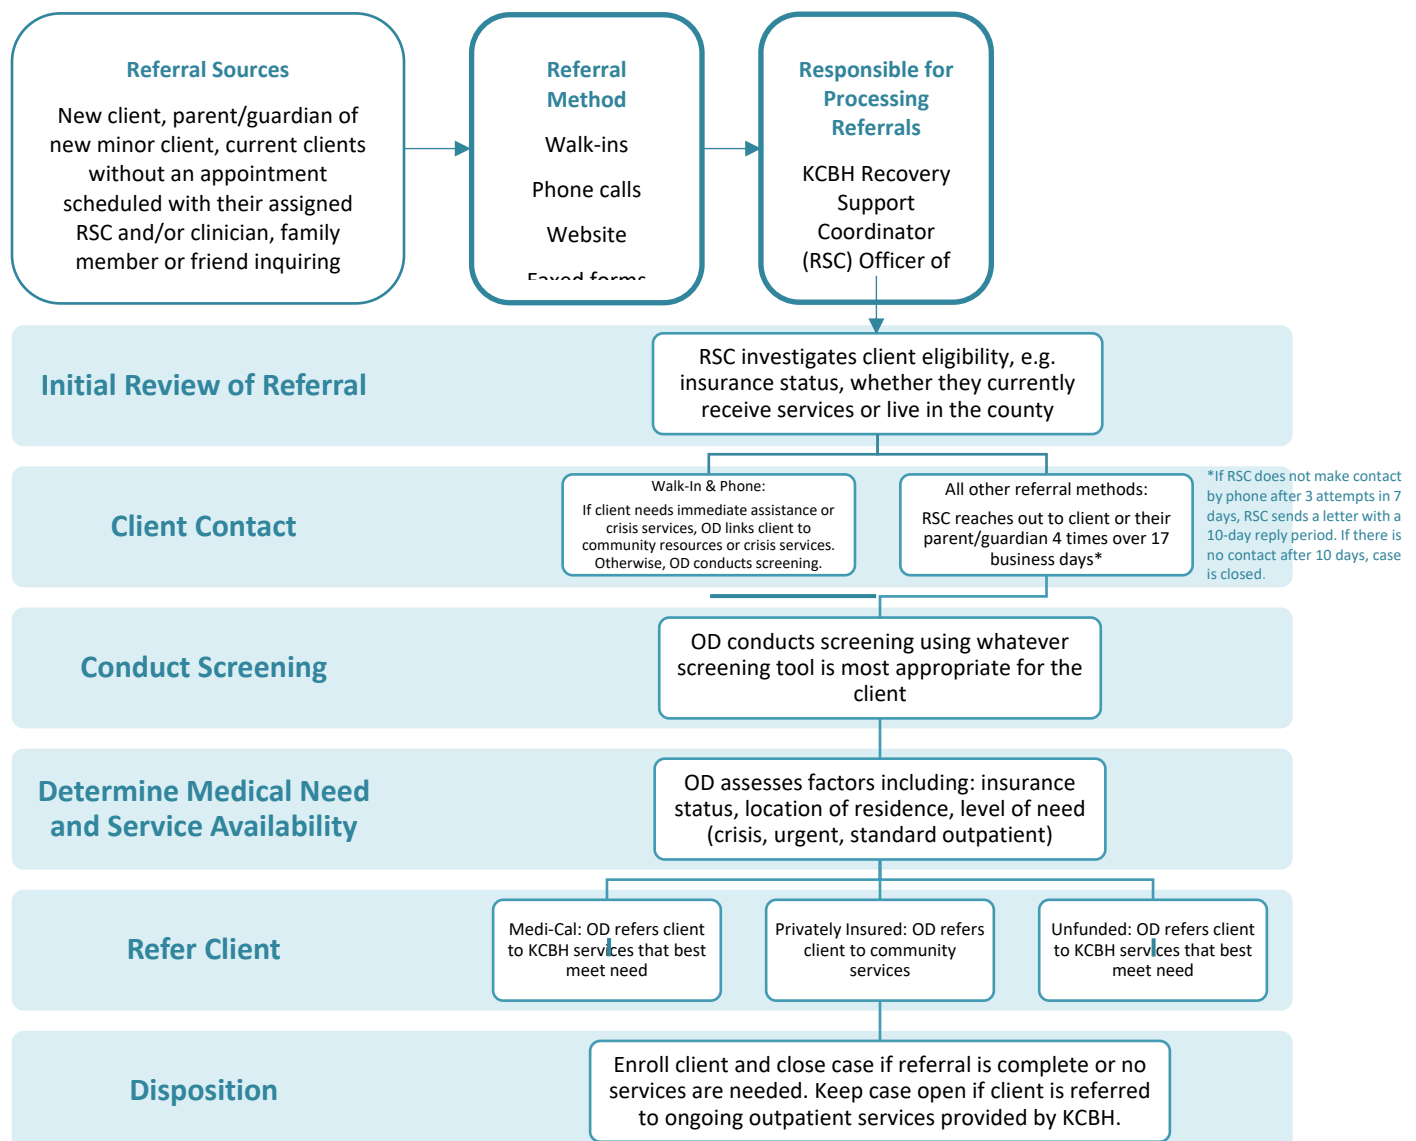 Referral Sources
New client, parent/guardian of
new minor client, current clients
without an appointment
scheduled with their assigned
RSC and/or clinician, family
member or friend inquiring
Referral
Method
Walk-ins
Phone calls
Website
Faxed forms
Responsible for
Processing
Referrals
KCBH Recovery
Support
Coordinator
(RSC) Officer of
Initial Review of Referral
RSC investigates client eligibility, e.g.
insurance status, whether they currently
receive services or live in the county
Client Contact
Walk-In & Phone:
If client needs immediate assistance or
crisis services, OD links client to
community resources or crisis services.
Otherwise, OD conducts screening.
All other referral methods:
RSC reaches out to client or their
parent/guardian 4 times over 17
business days*
*If RSC does not make contact
by phone after 3 attempts in 7
days, RSC sends a letter with a
10-day reply period. If there is
no contact after 10 days, case
is closed.
Conduct Screening
OD conducts screening using whatever
screening tool is most appropriate for the
client
Determine Medical Need
and Service Availability
OD assesses factors including: insurance
status, location of residence, level of need
(crisis, urgent, standard outpatient)
Refer Client
Medi-Cal: OD refers client
to KCBH services that best
meet need
Privately Insured: OD refers
client to community
services
Unfunded: OD refers client
to KCBH services that best
meet need
Disposition
Enroll client and close case if referral is complete or no
services are needed. Keep case open if client is referred
to ongoing outpatient services provided by KCBH.